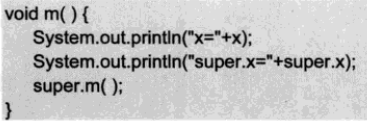 void m( ) {
System.out.println("x="+x);
System.out.println("super.x="+super.x);
super.m( );
}